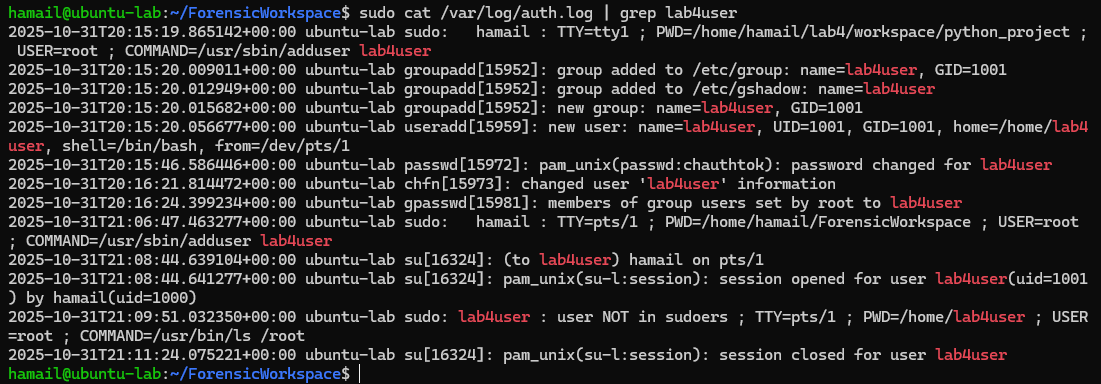 hamail@ubuntu-lab:~/ForensicWorkspace$ sudo cat /var/log/auth.log | grep lab4user
2025-10-31T20:15:19.865142+00:00 ubuntu-lab sudo:   hamail : TTY=tty1 ; PWD=/home/hamail/lab4/workspace/python_project ;
 USER=root ; COMMAND=/usr/sbin/adduser lab4user
2025-10-31T20:15:20.009011+00:00 ubuntu-lab groupadd[15952]: group added to /etc/group: name=lab4user, GID=1001
2025-10-31T20:15:20.012949+00:00 ubuntu-lab groupadd[15952]: group added to /etc/gshadow: name=lab4user
2025-10-31T20:15:20.015682+00:00 ubuntu-lab groupadd[15952]: new group: name=lab4user, GID=1001
2025-10-31T20:15:20.056677+00:00 ubuntu-lab useradd[15959]: new user: name=lab4user, UID=1001, GID=1001, home=/home/lab4
user, shell=/bin/bash, from=/dev/pts/1
2025-10-31T20:15:46.586446+00:00 ubuntu-lab passwd[15972]: pam_unix(passwd:chauthtok): password changed for lab4user
2025-10-31T20:16:21.814472+00:00 ubuntu-lab chfn[15973]: changed user 'lab4user' information
2025-10-31T20:16:24.399234+00:00 ubuntu-lab gpasswd[15981]: members of group users set by root to lab4user
2025-10-31T21:06:47.463277+00:00 ubuntu-lab sudo:   hamail : TTY=pts/1 ; PWD=/home/hamail/ForensicWorkspace ; USER=root
; COMMAND=/usr/sbin/adduser lab4user
2025-10-31T21:08:44.639104+00:00 ubuntu-lab su[16324]: (to lab4user) hamail on pts/1
2025-10-31T21:08:44.641277+00:00 ubuntu-lab su[16324]: pam_unix(su-l:session): session opened for user lab4user(uid=1001
) by hamail(uid=1000)
2025-10-31T21:09:51.032350+00:00 ubuntu-lab sudo: lab4user : user NOT in sudoers ; TTY=pts/1 ; PWD=/home/lab4user ; USER
=root ; COMMAND=/usr/bin/ls /root
2025-10-31T21:11:24.075221+00:00 ubuntu-lab su[16324]: pam_unix(su-l:session): session closed for user lab4user
hamail@ubuntu-lab:~/ForensicWorkspace$